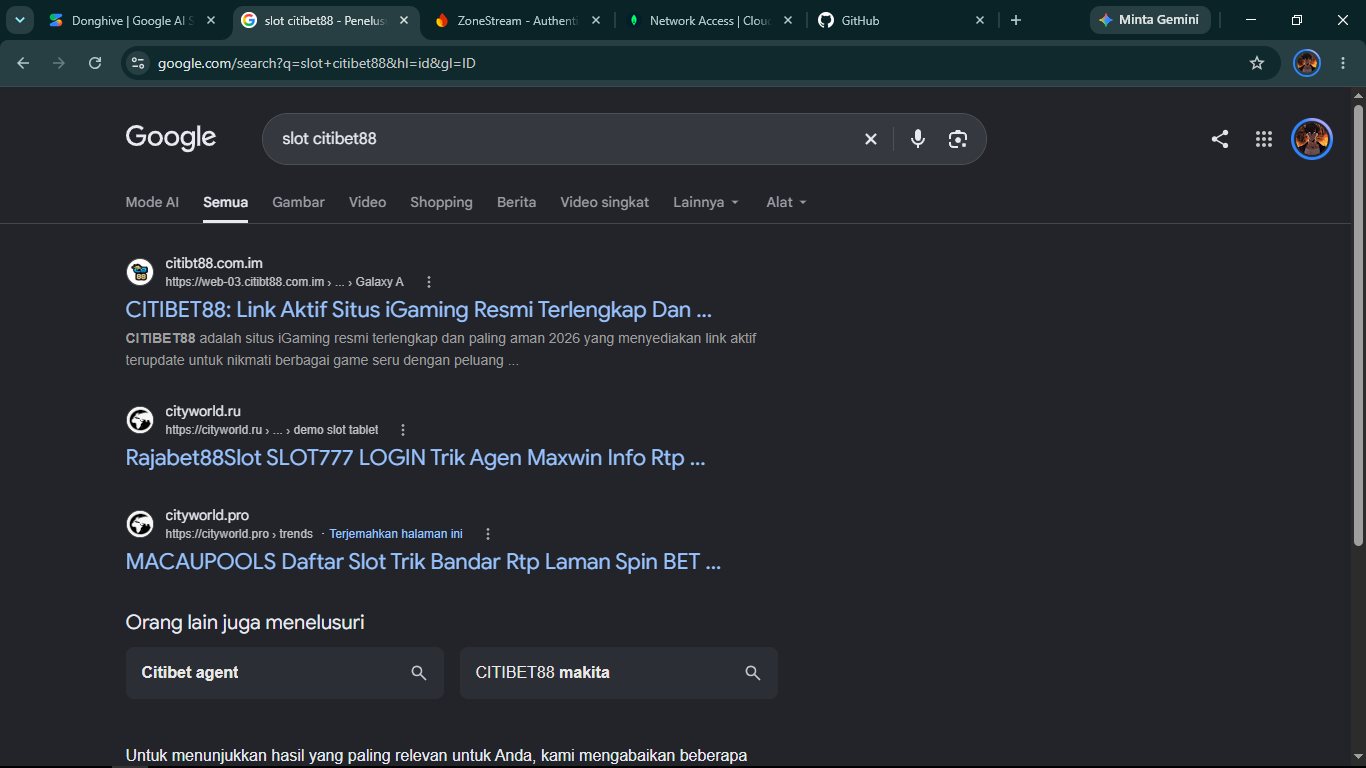 Donghive | Google AI S
slot citibet88 - Penelus
ZoneStream - Authenti
Network Access | Clou
GitHub
Minta Gemini
google.com/search?q=slot+citibet88&hl=id&gl=ID
Google
slot citibet88
Mode AI
Semua
Gambar
Video
Shopping
Berita
Video singkat
Lainnya
Alat
citibt88.com.im
https://web-03.citibt88.com.im › ... › Galaxy A
CITIBET88: Link Aktif Situs iGaming Resmi Terlengkap Dan ...
CITIBET88 adalah situs iGaming resmi terlengkap dan paling aman 2026 yang menyediakan link aktif
terupdate untuk nikmati berbagai game seru dengan peluang ...
cityworld.ru
https://cityworld.ru › ... › demo slot tablet
Rajabet88Slot SLOT777 LOGIN Trik Agen Maxwin Info Rtp ...
cityworld.pro
https://cityworld.pro › trends · Terjemahkan halaman ini
MACAUPOOLS Daftar Slot Trik Bandar Rtp Laman Spin BET ...
Orang lain juga menelusuri
Citibet agent
CITIBET88 makita
Untuk menunjukkan hasil yang paling relevan untuk Anda, kami mengabaikan beberapa